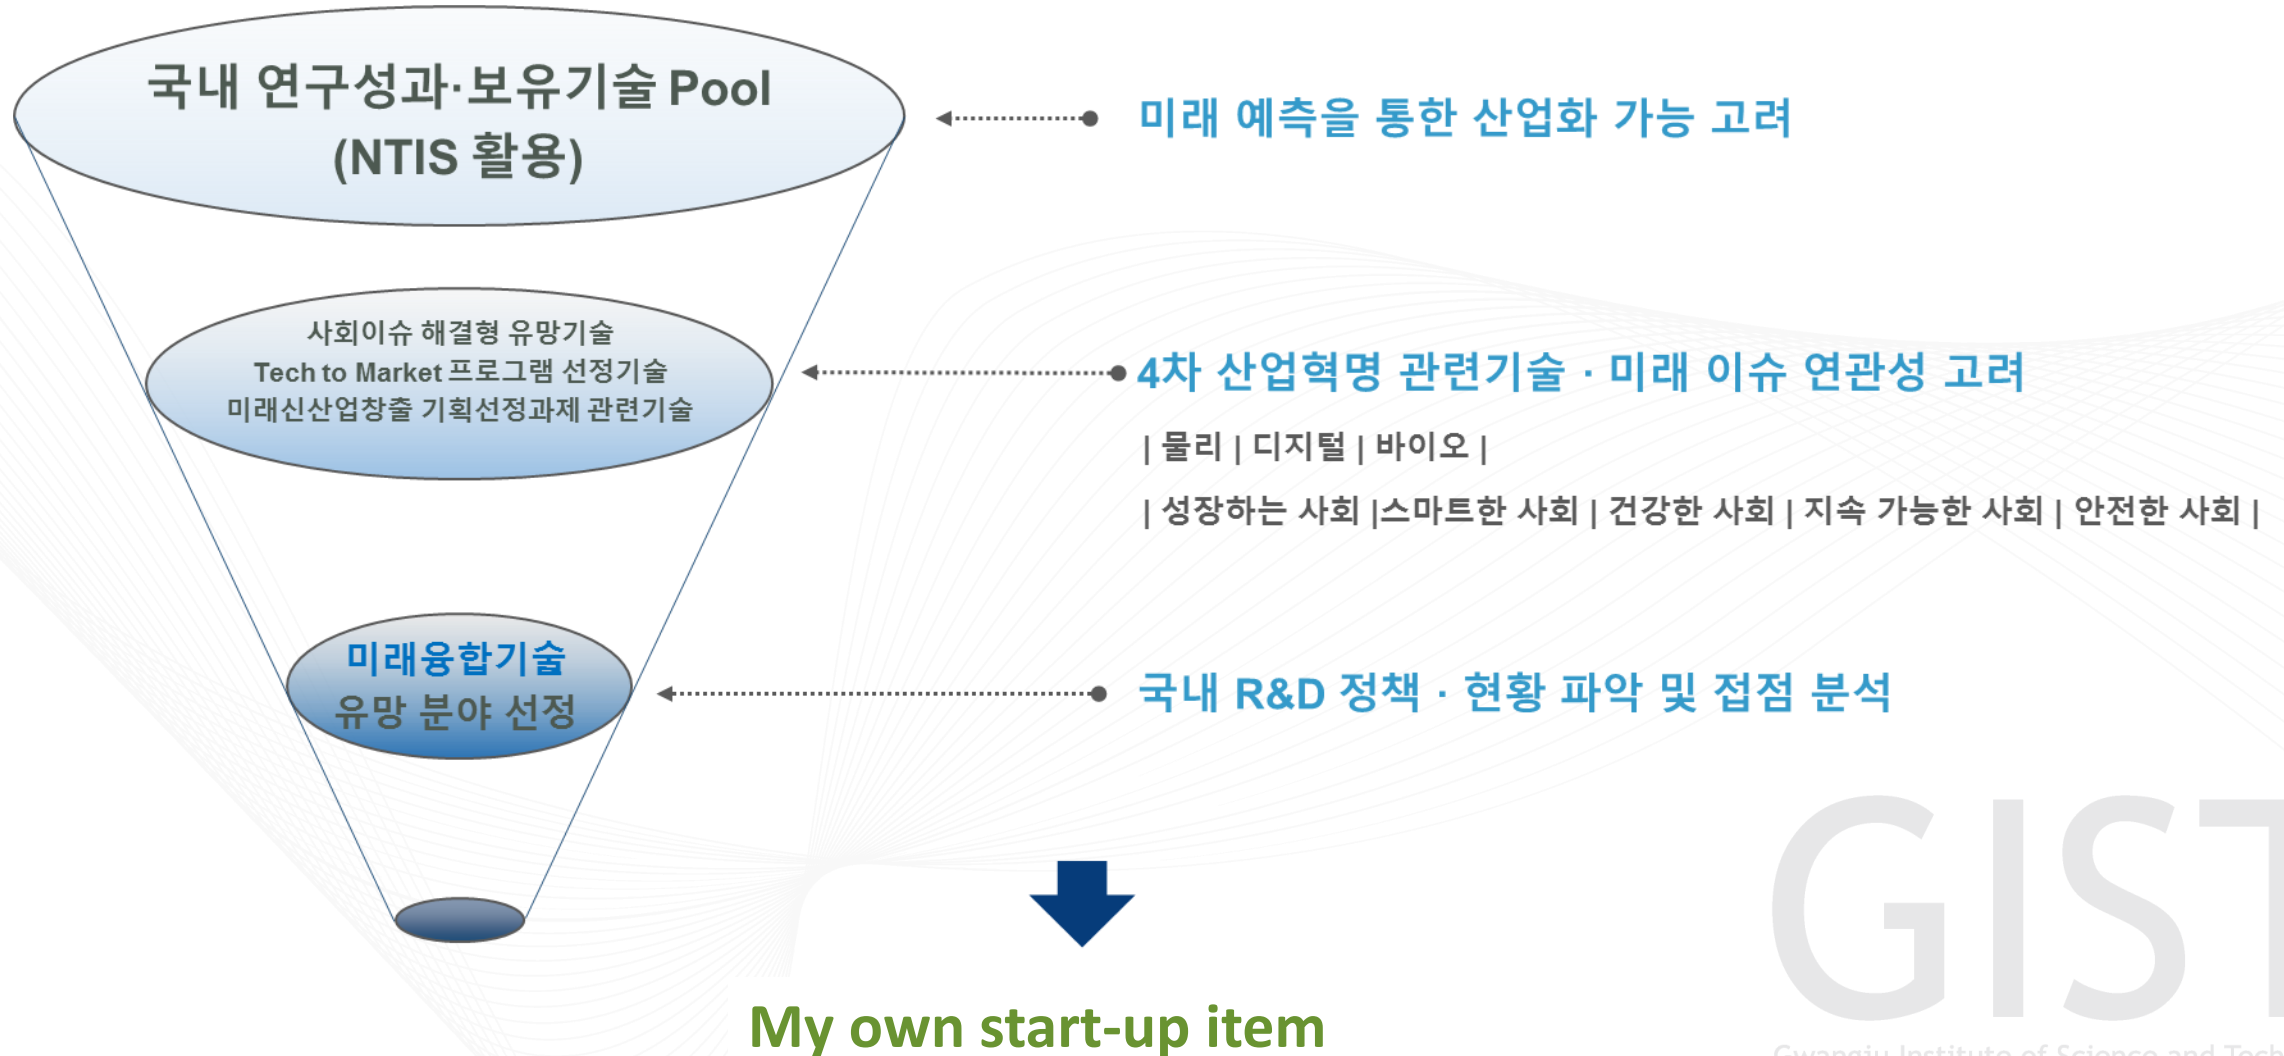 국내 연구성과·보유기술 Pool
(NTIS 활용)
미래 예측을 통한 산업화 가능 고려
사회이슈 해결형 유망기술
Tech to Market 프로그램 선정기술
미래신산업창출 기획선정과제 관련기술
4차 산업혁명 관련기술 · 미래 이슈 연관성 고려
| 물리 | 디지털 | 바이오 |
| 성장하는 사회 |스마트한 사회 | 건강한 사회 | 지속 가능한 사회 | 안전한 사회 |
미래융합기술
유망 분야 선정
국내 R&D 정책 · 현황 파악 및 접점 분석
My own start-up item
GIST
Gwangju Institute of Science and Tech